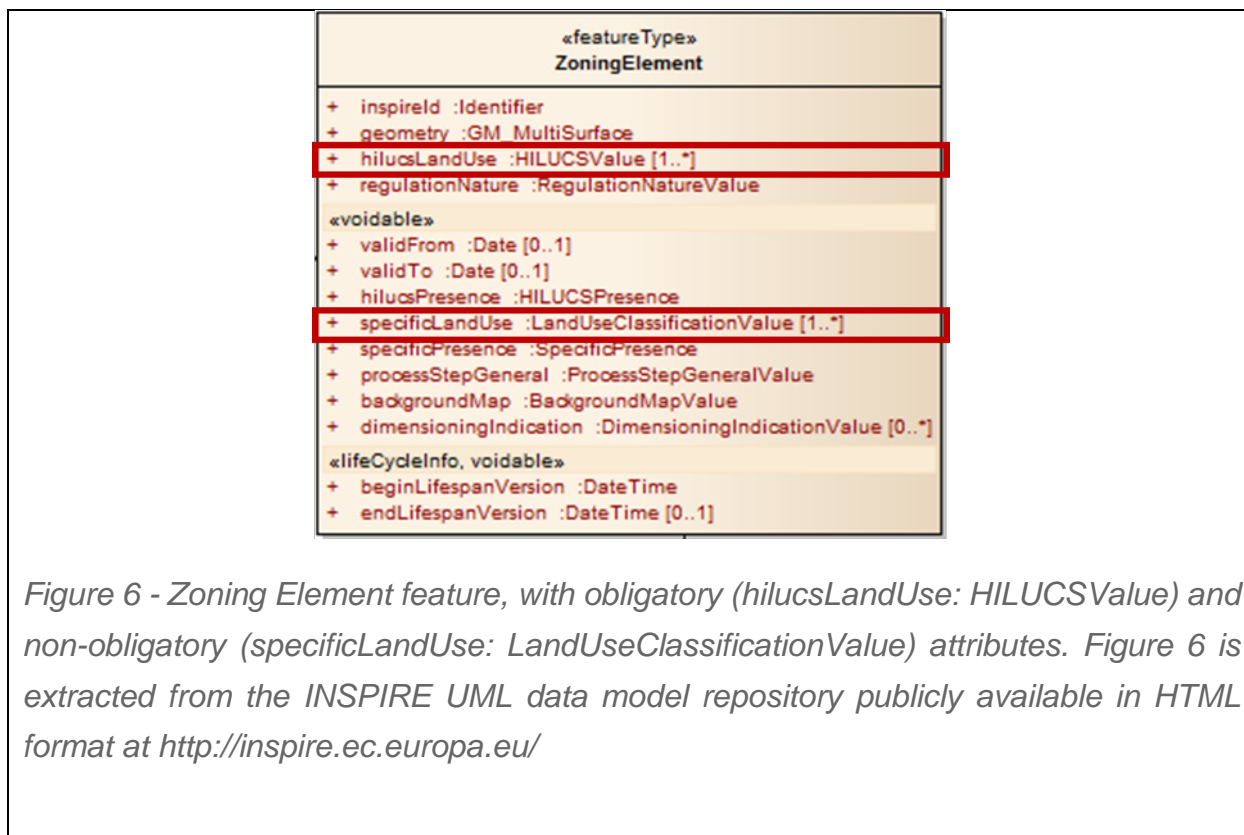 «featureType»
ZoningElement
+ inspireId :Identifier
+ geometry :GM_MultiSurface
+ hilucsLandUse :HILUCSValue [1..*]
+ regulationNature :RegulationNatureValue
«voidable»
+ validFrom :Date [0..1]
+ validTo :Date [0..1]
+ hilucsPresence :HILUCSPresence
+ specificLandUse :LandUseClassificationValue [1..*]
+ specificPresence :SpecificPresence
+ processStepGeneral :ProcessStepGeneralValue
+ backgroundMap :BackgroundMapValue
+ dimensioningIndication :DimensioningIndicationValue [0..*]
«lifeCycleInfo, voidable»
+ beginLifespanVersion :DateTime
+ endLifespanVersion :DateTime [0..1]
Figure 6 - Zoning Element feature, with obligatory (hilucsLandUse: HILUCSValue) and
non-obligatory (specificLandUse: LandUseClassificationValue) attributes. Figure 6 is
extracted from the INSPIRE UML data model repository publicly available in HTML
format at http://inspire.ec.europa.eu/